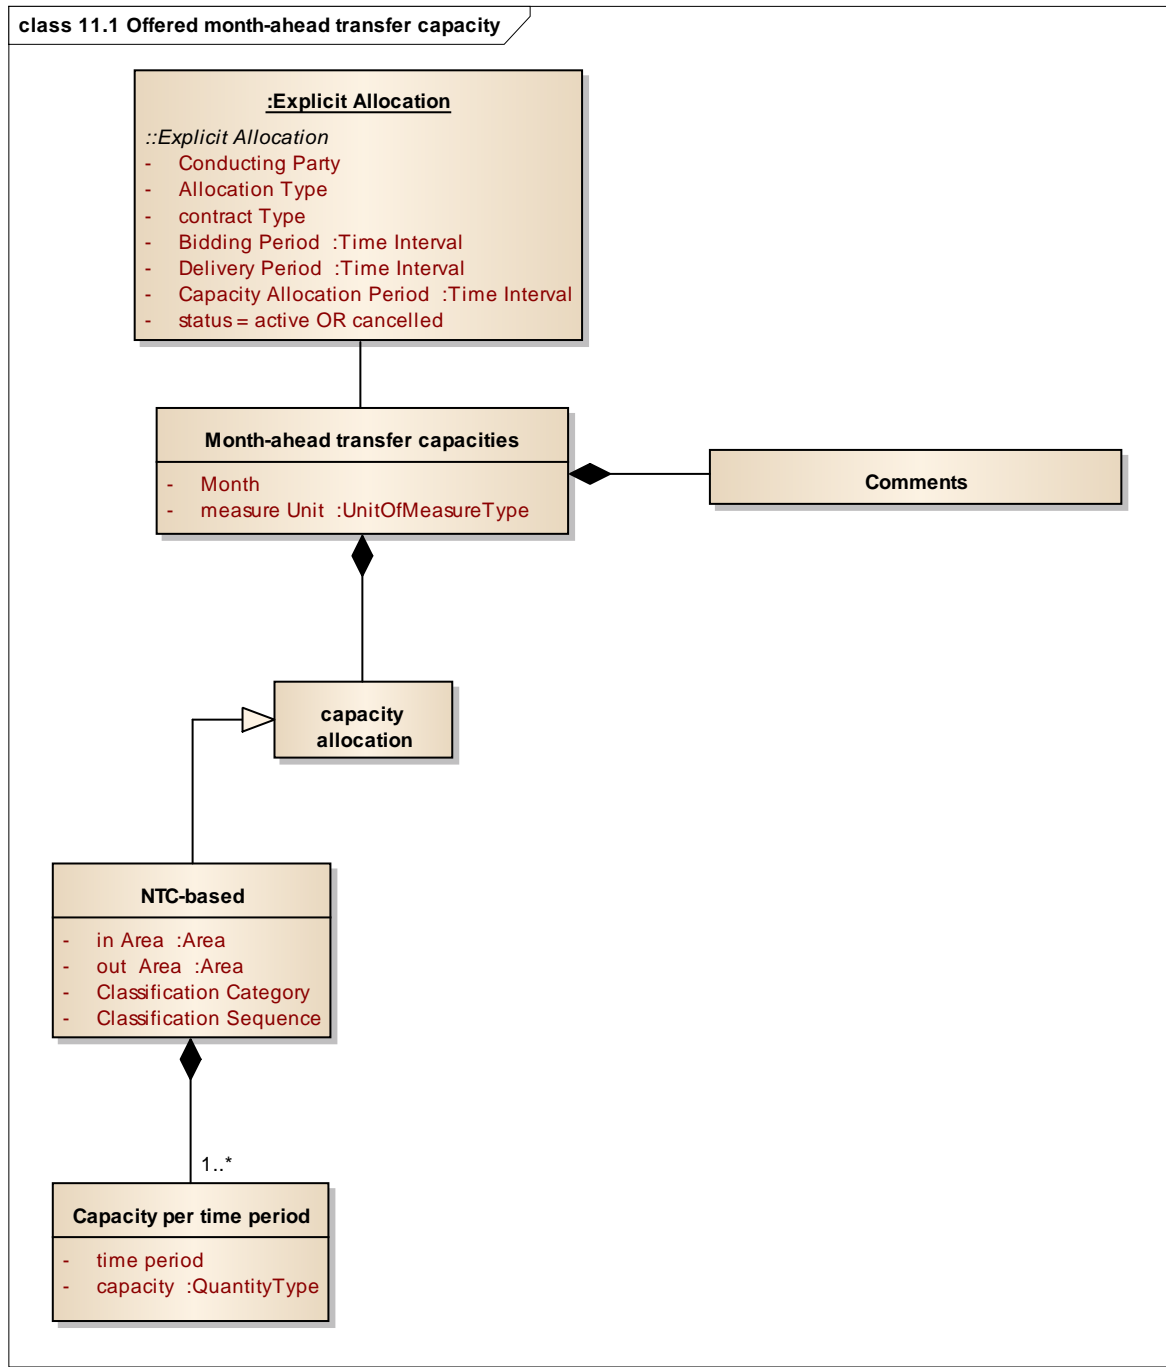 class 11.1 Offered month-ahead transfer capacity
:Explicit Allocation
::Explicit Allocation
- Conducting Party
- Allocation Type
- contract Type
- Bidding Period :Time Interval
- Delivery Period :Time Interval
- Capacity Allocation Period :Time Interval
- status = active OR cancelled
Month-ahead transfer capacities
- Month
- measure Unit :UnitOfMeasureType
Comments
capacity
allocation
NTC-based
- in Area :Area
- out Area :Area
- Classification Category
- Classification Sequence
1..*
Capacity per time period
- time period
- capacity :QuantityType